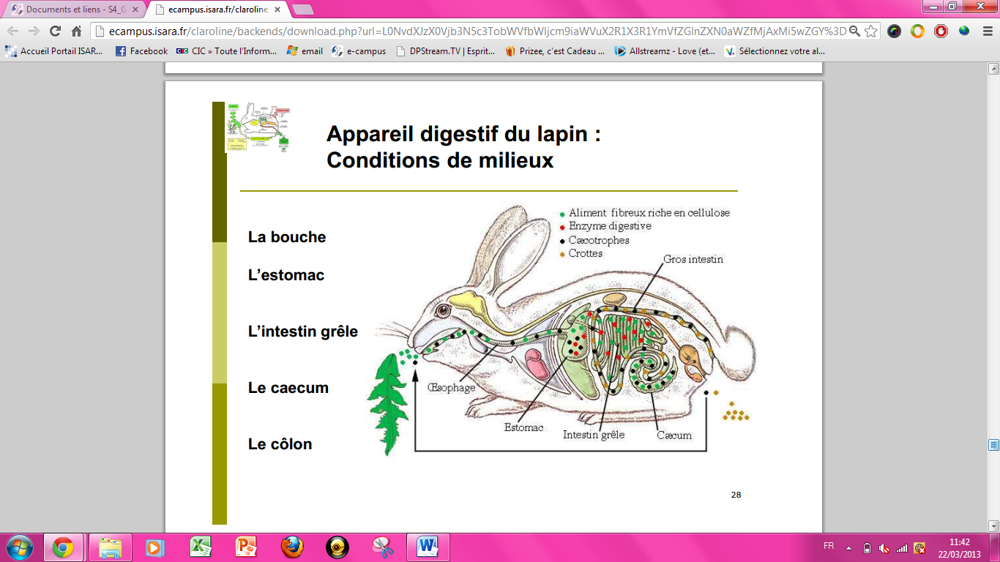 Documents et liens - S4_G
ecampus.isara.fr/claroline
ecampus.isara.fr/claroline/backends/download.php?url=L0NvdXJzX0Vjb3N5c3TobWVfbWljcm9iaWVuX2R1X3R1YmVfZGlnZXN0aWZfMjAxMi5wZGY%3D
Accueil Portail ISAR...
Facebook
CIC » Toute l'Inform...
email
e-campus
DPStream.TV | Esprit...
Prizee, c'est Cadeau ...
Allstreamz - Love (et...
Sélectionnez votre al...
Appareil digestif du lapin :
Conditions de milieux
La bouche
L'estomac
L'intestin grêle
Le caecum
Le côlon
Aliment fibreux riche en cellulose
Enzyme digestive
Cæcotrophes
Crottes
Gros intestin
Œsophage
Estomac
Intestin grêle
Cæcum
28
FR
11:42
22/03/2013